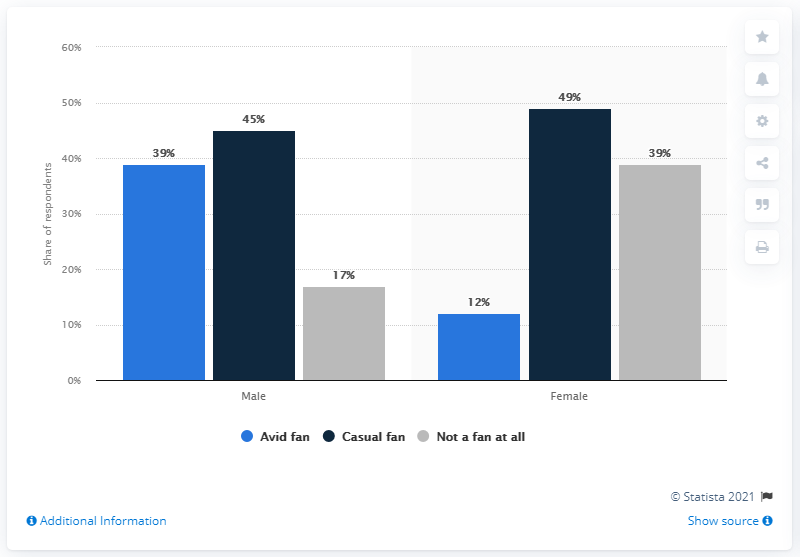 60%
50%
40%
30%
20%
10%
0%
Share of respondents
39%
45%
17%
12%
49%
39%
Male
Female
Avid fan
Casual fan
Not a fan at all
© Statista 2021
Additional Information
Show source